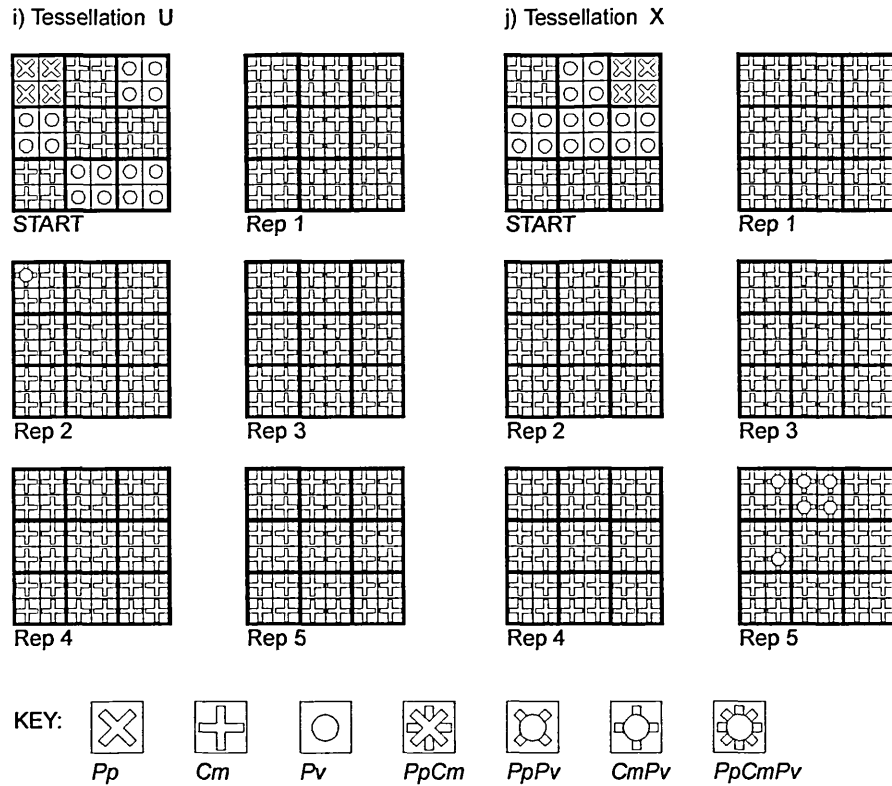 i) Tessellation U
j) Tessellation X
START
Rep 1
START
Rep 1
Rep 2
Rep 3
Rep 2
Rep 3
Rep 4
Rep 5
Rep 4
Rep 5
KEY:
Pp
Cm
Pv
PpCm
PpPv
CmPv
PpCmPv